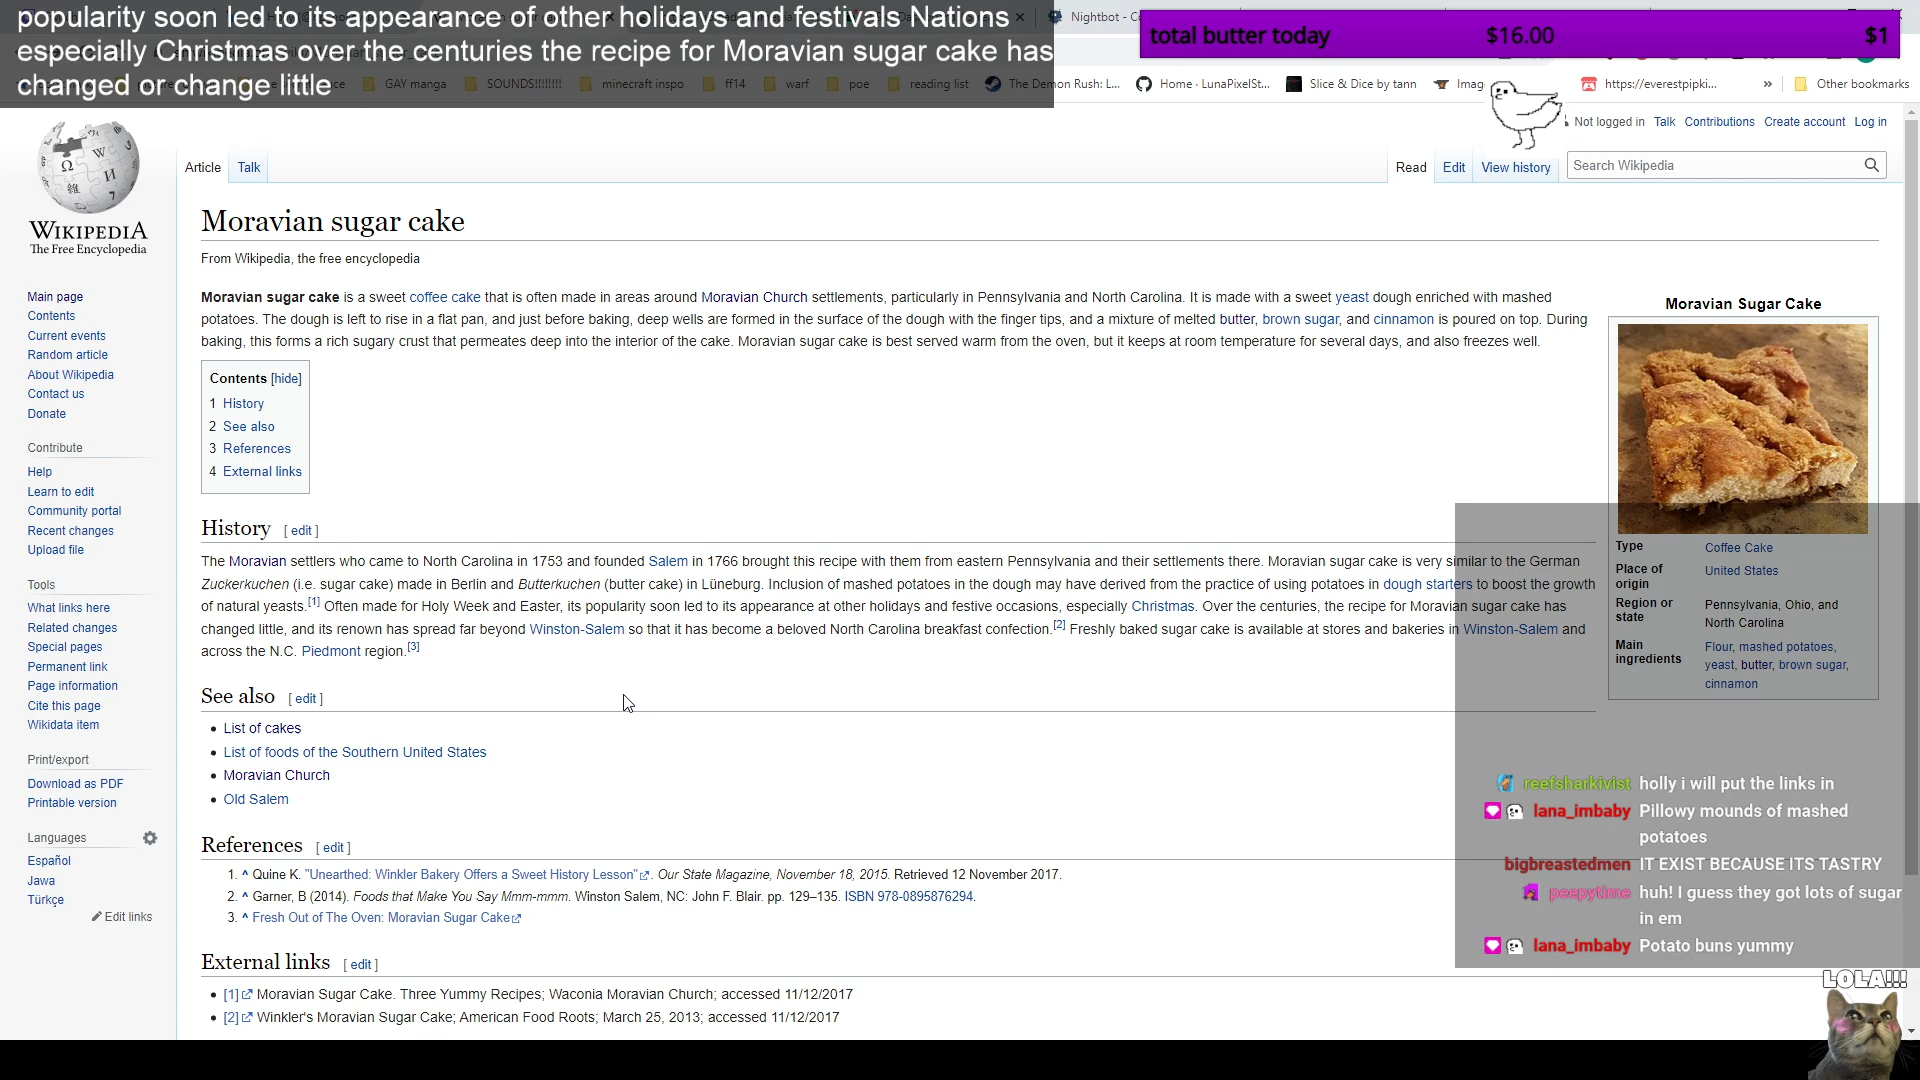 popularity soon led to its appearance of other holidays and festivals Nations
especially Christmas over the centuries the recipe for Moravian sugar cake has
changed or change little
Nightbot - C
total butter today $16.00 $1
GAY manga
SOUNDS!!!!!!!!
minecraft inspo
ff14
warf
poe
reading list
The Demon Rush: L...
Home · LunaPixelSt...
Slice & Dice by tann
Imag
https://everestpipki...
»
Other bookmarks
Not logged in Talk Contributions Create account Log in
Article Talk
Read Edit View history
Search Wikipedia
WIKIPEDIA
The Free Encyclopedia
Main page
Contents
Current events
Random article
About Wikipedia
Contact us
Donate
Contribute
Help
Learn to edit
Community portal
Recent changes
Upload file
Tools
What links here
Related changes
Special pages
Permanent link
Page information
Cite this page
Wikidata item
Print/export
Download as PDF
Printable version
Languages
Español
Jawa
Türkçe
Edit links
Moravian sugar cake
From Wikipedia, the free encyclopedia
Moravian sugar cake is a sweet coffee cake that is often made in areas around Moravian Church settlements, particularly in Pennsylvania and North Carolina. It is made with a sweet yeast dough enriched with mashed
potatoes. The dough is left to rise in a flat pan, and just before baking, deep wells are formed in the surface of the dough with the finger tips, and a mixture of melted butter, brown sugar, and cinnamon is poured on top. During
baking, this forms a rich sugary crust that permeates deep into the interior of the cake. Moravian sugar cake is best served warm from the oven, but it keeps at room temperature for several days, and also freezes well.
Contents [hide]
1 History
2 See also
3 References
4 External links
History [ edit ]
The Moravian settlers who came to North Carolina in 1753 and founded Salem in 1766 brought this recipe with them from eastern Pennsylvania and their settlements there. Moravian sugar cake is very similar to the German
Zuckerkuchen (i.e. sugar cake) made in Berlin and Butterkuchen (butter cake) in Lüneburg. Inclusion of mashed potatoes in the dough may have derived from the practice of using potatoes in dough starters to boost the growth
of natural yeasts.[1] Often made for Holy Week and Easter, its popularity soon led to its appearance at other holidays and festive occasions, especially Christmas. Over the centuries, the recipe for Moravian sugar cake has
changed little, and its renown has spread far beyond Winston-Salem so that it has become a beloved North Carolina breakfast confection.[2] Freshly baked sugar cake is available at stores and bakeries in Winston-Salem and
across the N.C. Piedmont region.[3]
See also [ edit ]
• List of cakes
• List of foods of the Southern United States
• Moravian Church
• Old Salem
References [ edit ]
1. ^ Quine K. "Unearthed: Winkler Bakery Offers a Sweet History Lesson". Our State Magazine, November 18, 2015. Retrieved 12 November 2017.
2. ^ Garner, B (2014). Foods that Make You Say Mmm-mmm. Winston Salem, NC: John F. Blair. pp. 129–135. ISBN 978-0895876294.
3. ^ Fresh Out of The Oven: Moravian Sugar Cake
External links [ edit ]
• [1] Moravian Sugar Cake. Three Yummy Recipes; Waconia Moravian Church; accessed 11/12/2017
• [2] Winkler's Moravian Sugar Cake; American Food Roots; March 25, 2013; accessed 11/12/2017
Moravian Sugar Cake
Type Coffee Cake
Place of origin United States
Region or state Pennsylvania, Ohio, and
North Carolina
Main ingredients Flour, mashed potatoes,
yeast, butter, brown sugar,
cinnamon
reefsharkivist holly i will put the links in
lana_imbaby Pillowy mounds of mashed
potatoes
bigbreastedmen IT EXIST BECAUSE ITS TASTRY
peepytime huh! I guess they got lots of sugar
in em
lana_imbaby Potato buns yummy
LOLA!!!